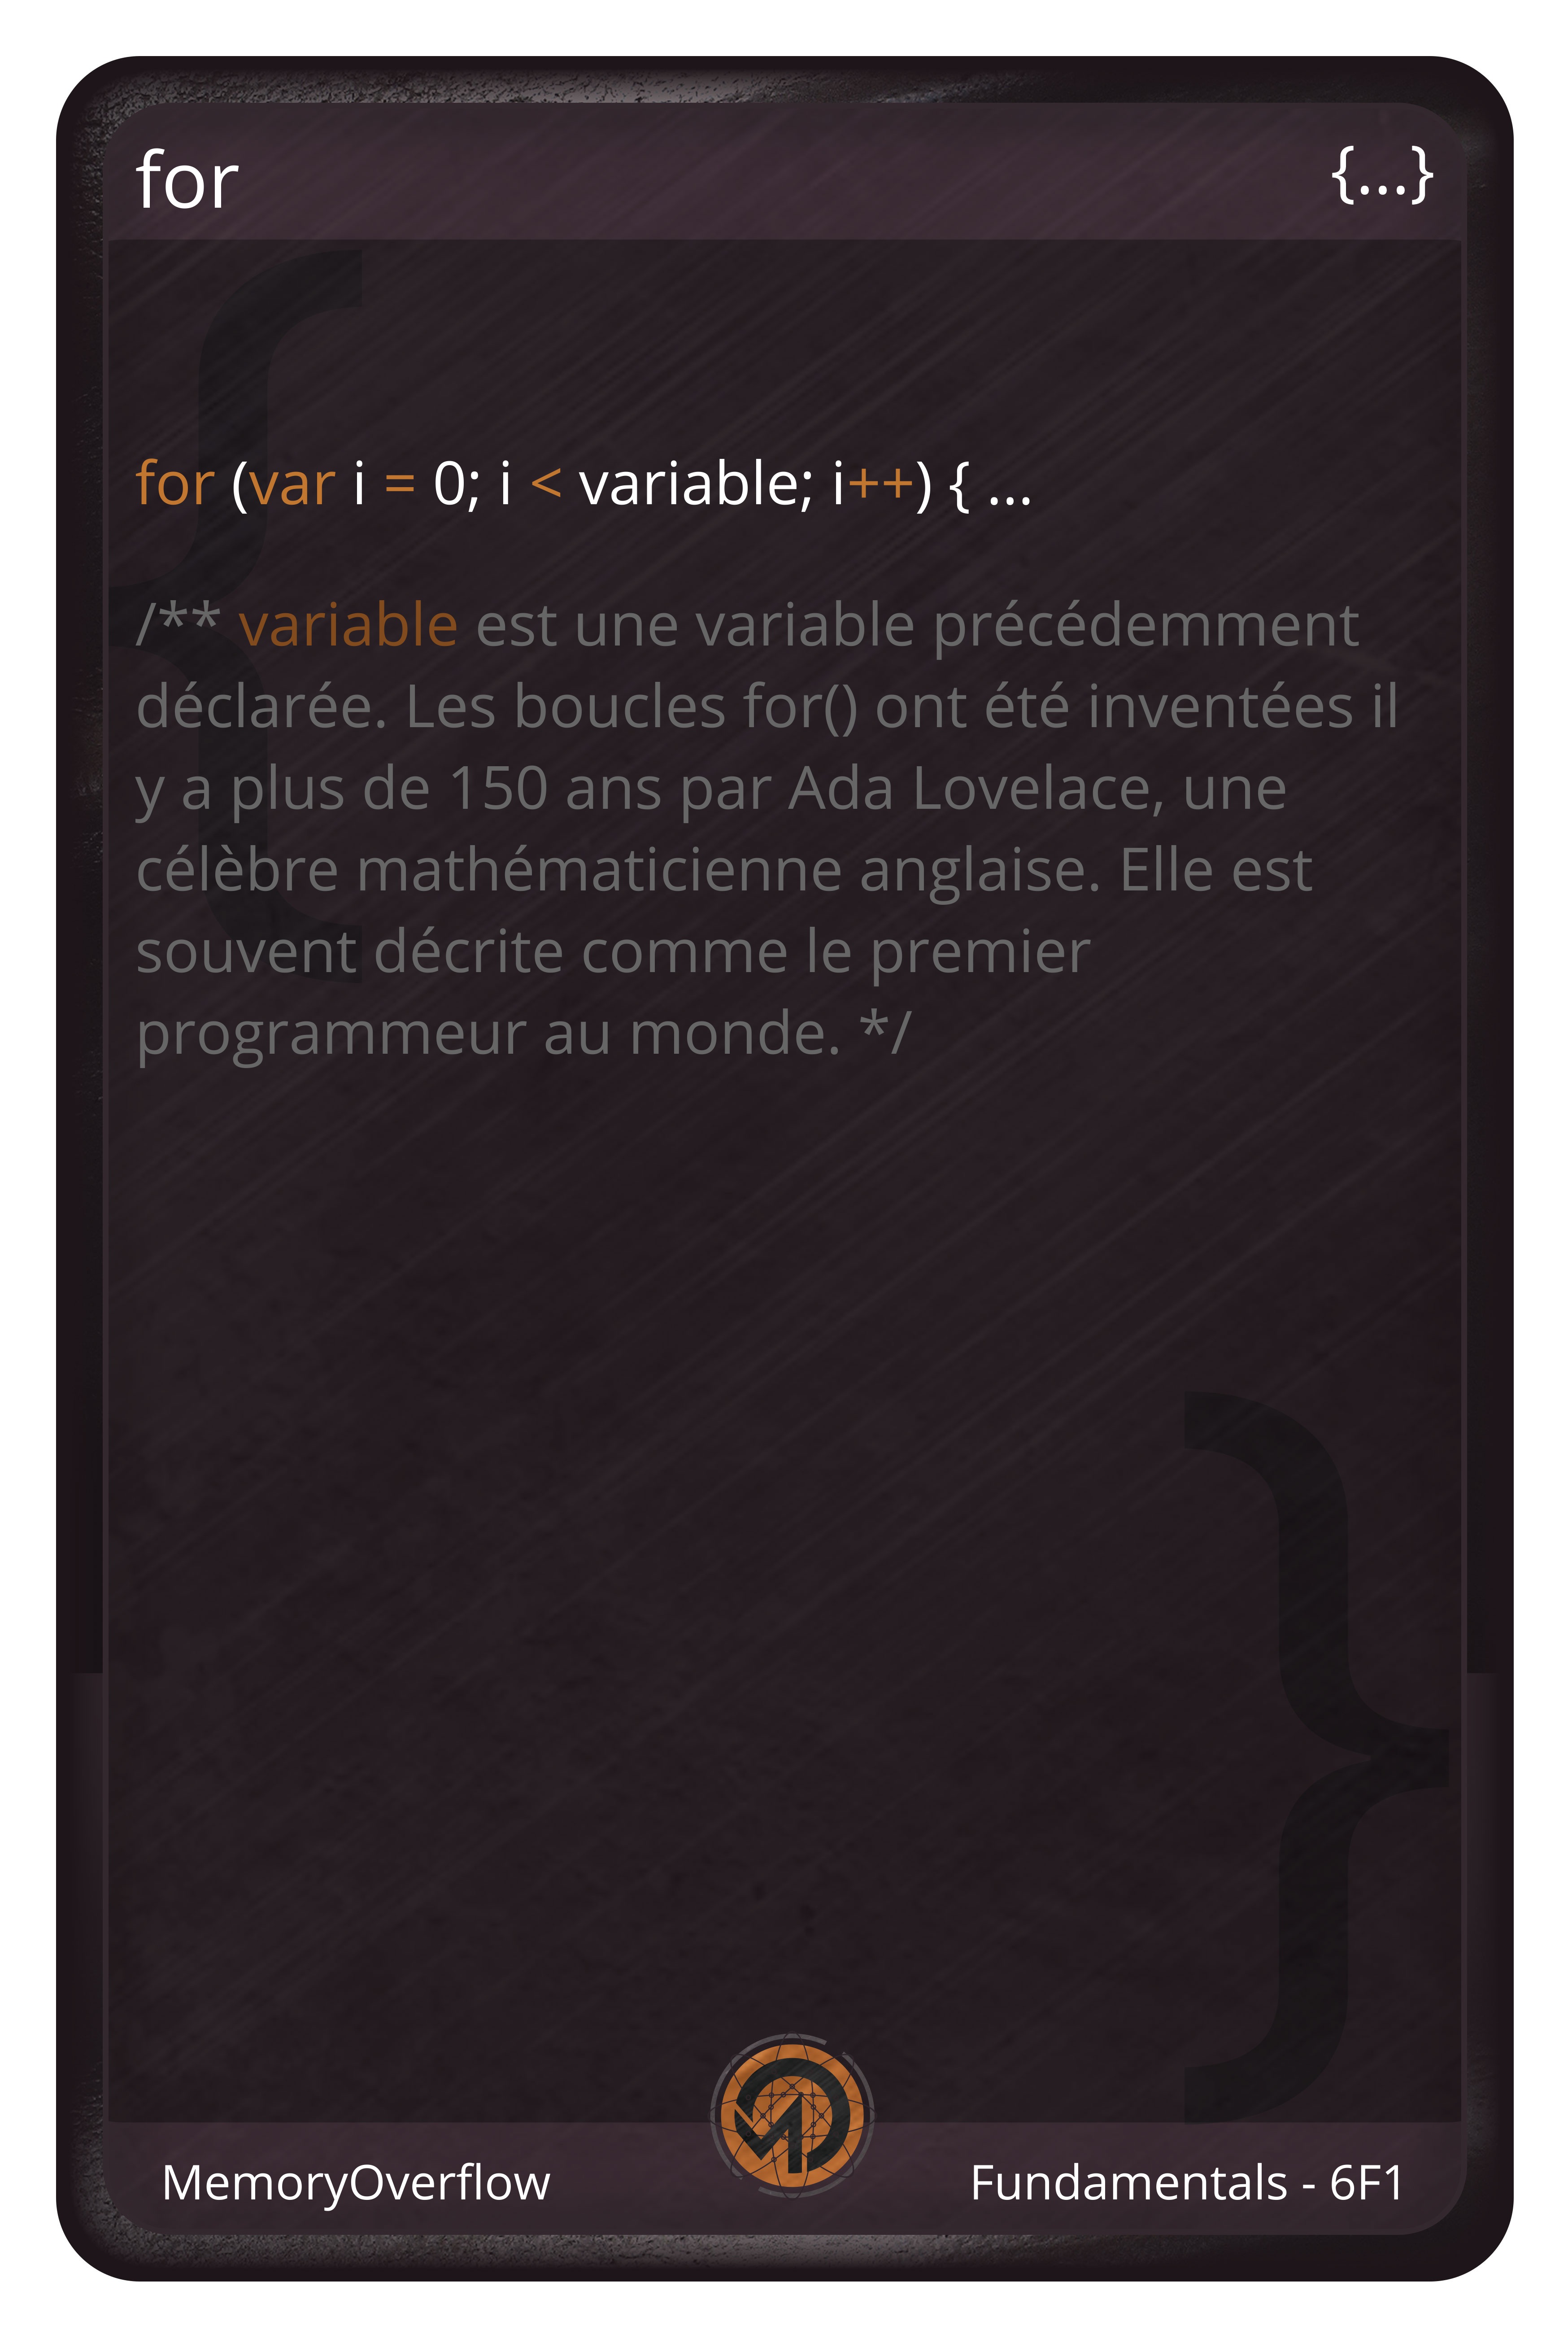 for
{...}
for (var i = 0; i < variable; i++) { ...
/** variable est une variable précédemment
déclarée. Les boucles for() ont été inventées il
y a plus de 150 ans par Ada Lovelace, une
célèbre mathématicienne anglaise. Elle est
souvent décrite comme le premier
programmeur au monde. */
{
}
MemoryOverflow
Fundamentals - 6F1